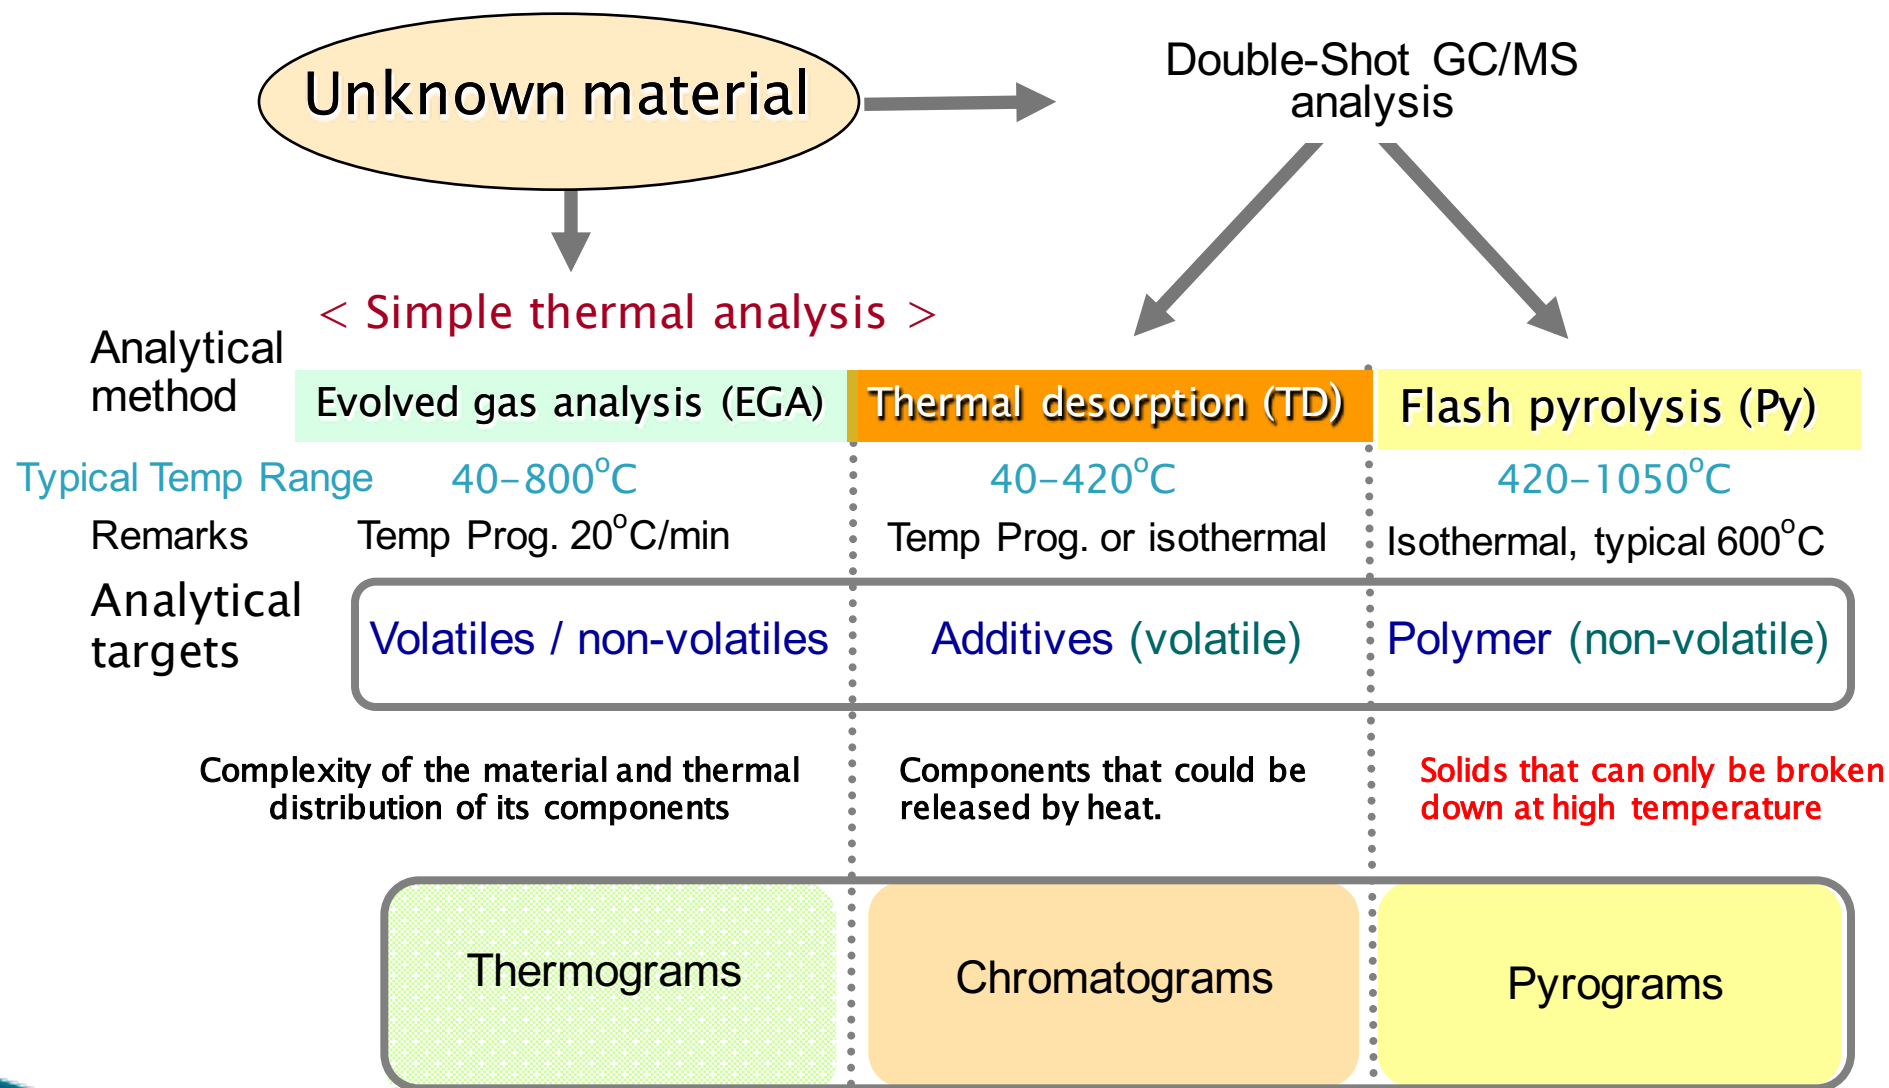 Unknown material
Double-Shot GC/MS
analysis
< Simple thermal analysis >
Analytical
method
Evolved gas analysis (EGA)
Thermal desorption (TD)
Flash pyrolysis (Py)
Typical Temp Range
40–800°C
40–420°C
420–1050°C
Remarks
Temp Prog. 20°C/min
Temp Prog. or isothermal
Isothermal, typical 600°C
Analytical
targets
Volatiles / non-volatiles
Additives (volatile)
Polymer (non-volatile)
Complexity of the material and thermal
distribution of its components
Components that could be
released by heat.
Solids that can only be broken
down at high temperature
Thermograms
Chromatograms
Pyrograms